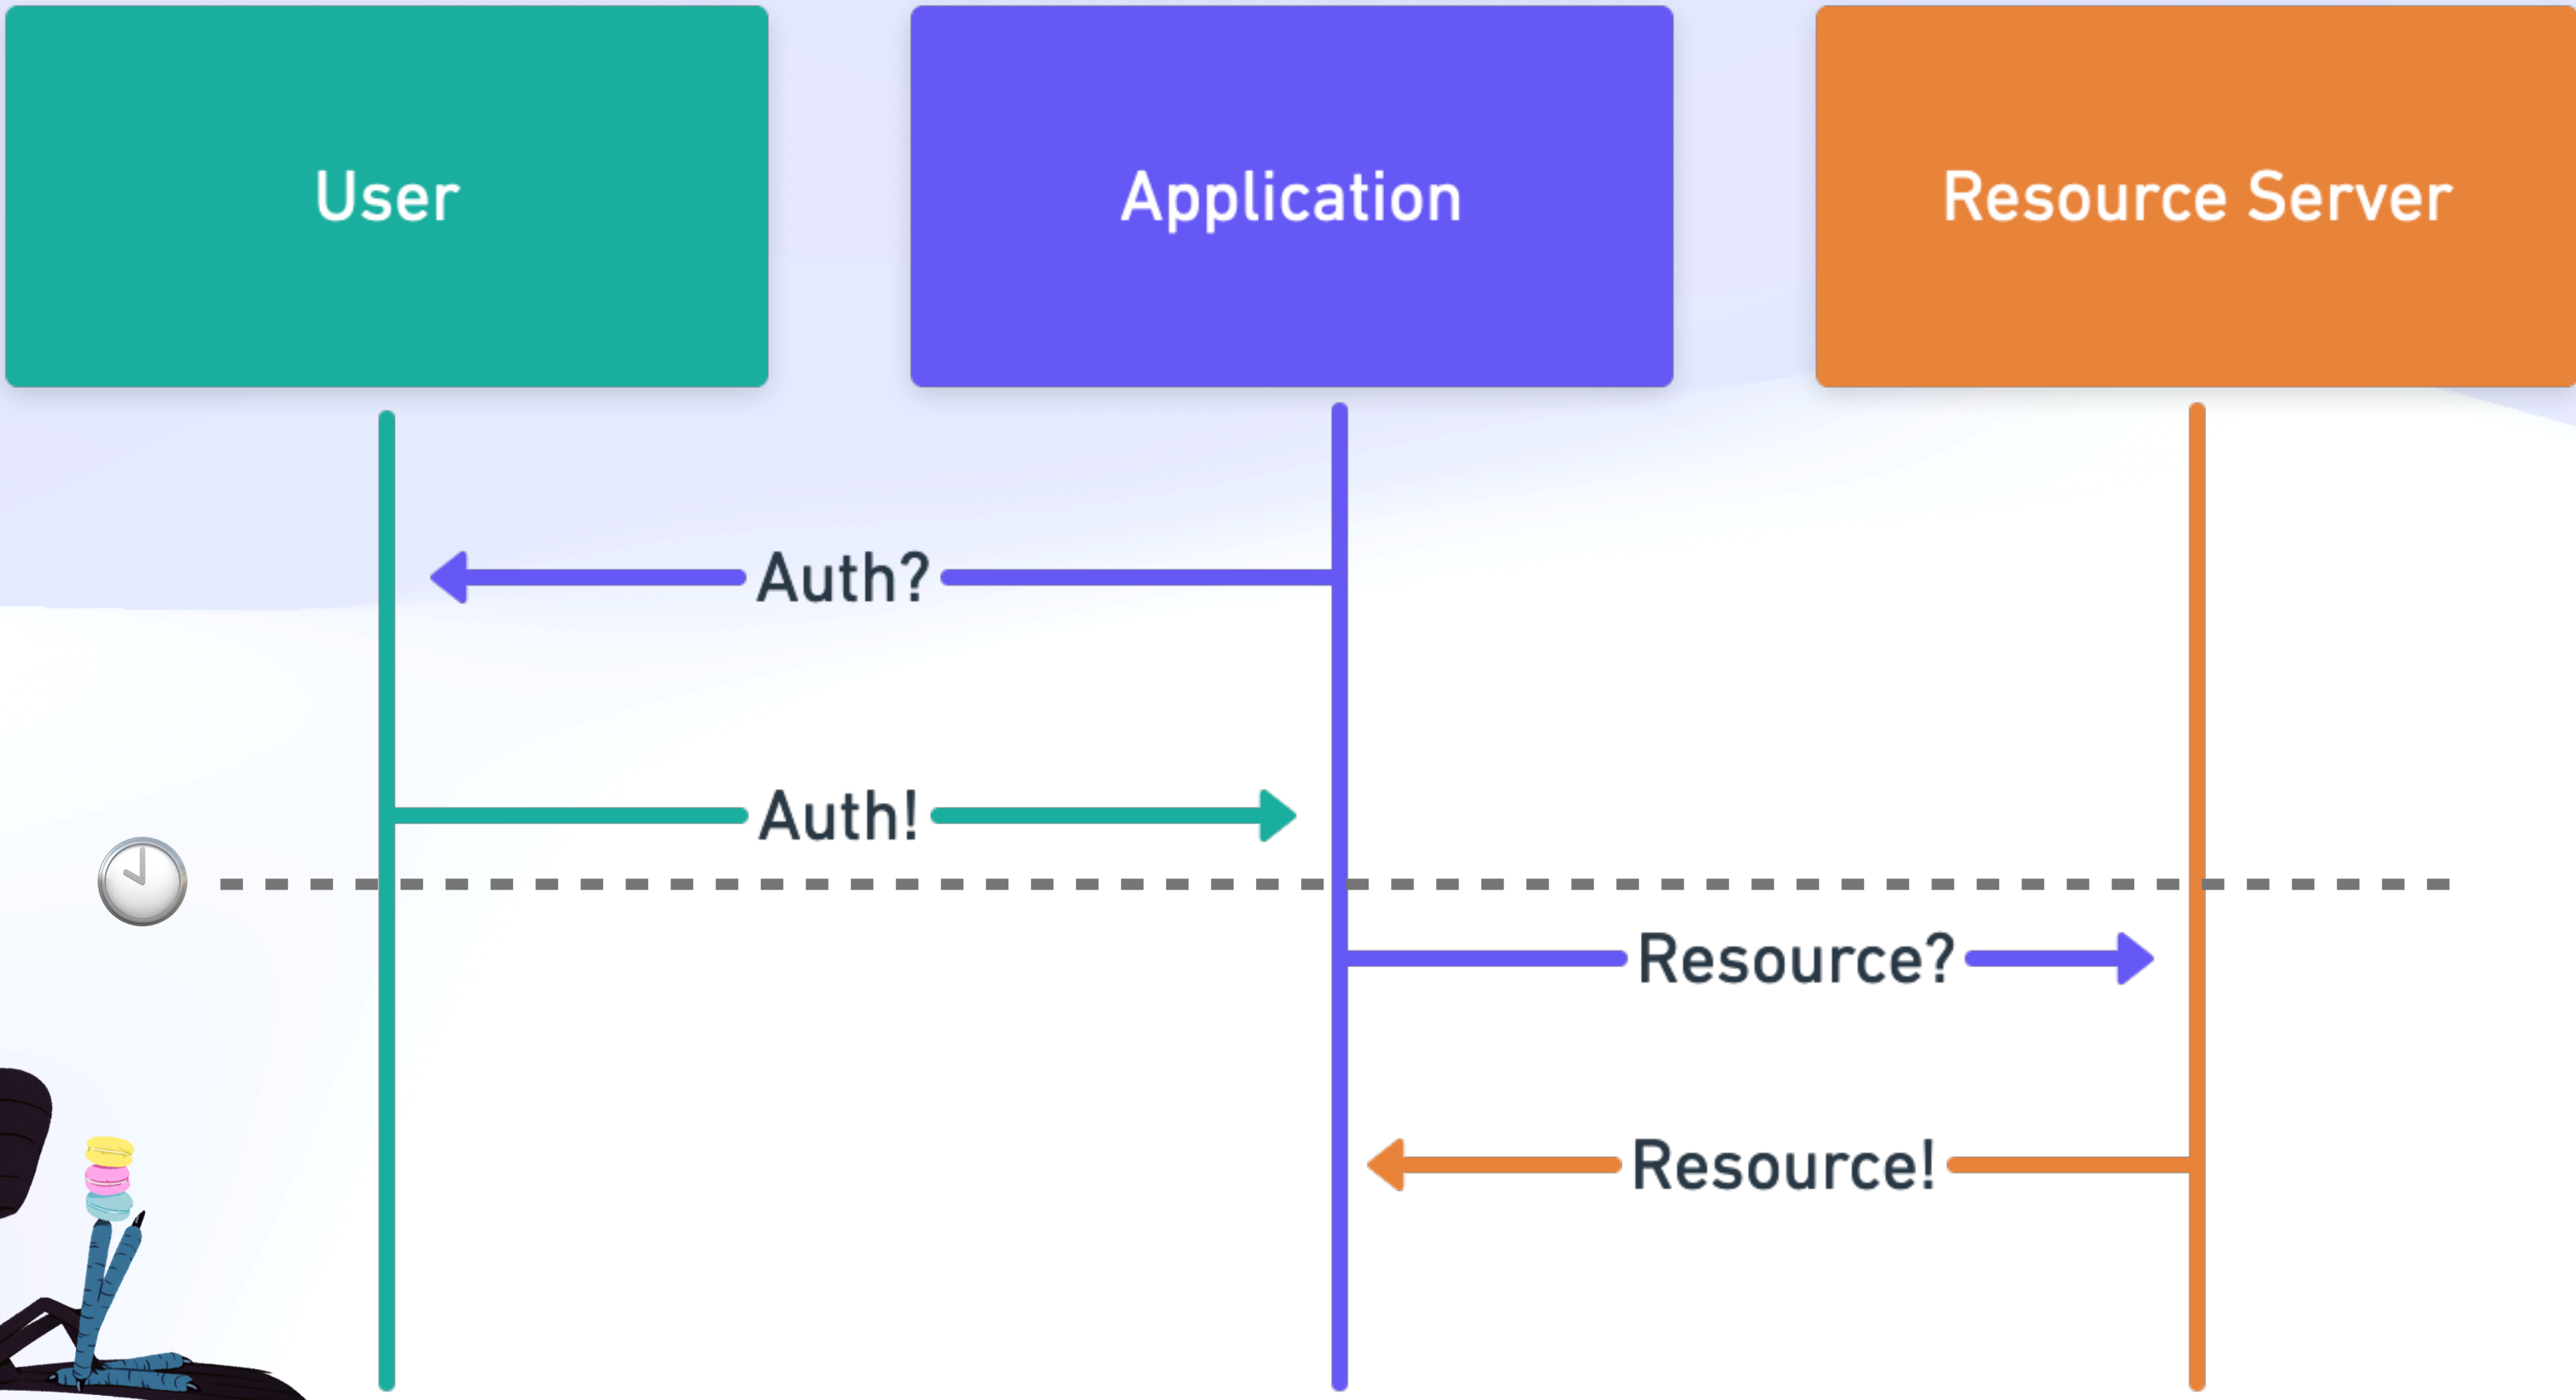 User
Application
Resource Server
Auth?
Auth!
Resource?
Resource!